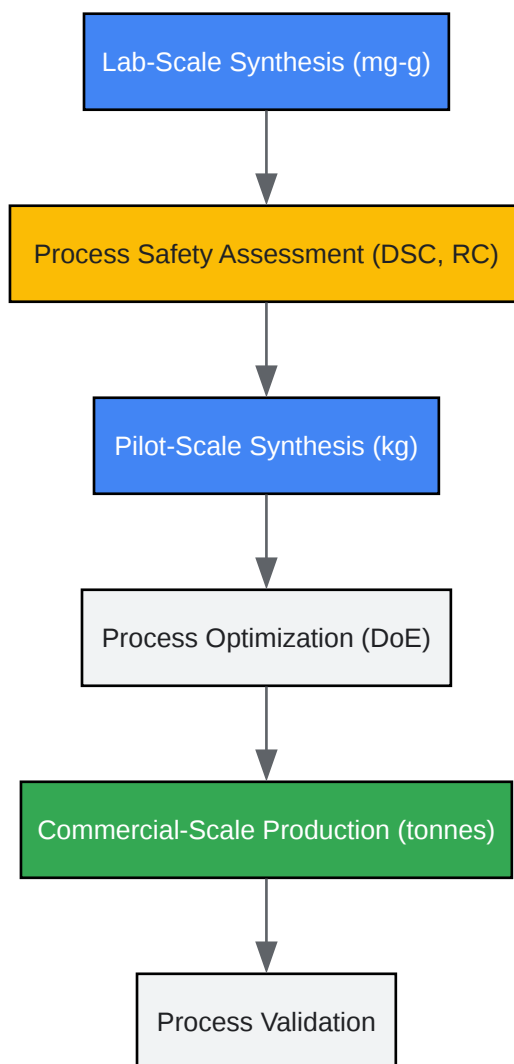 Lab-Scale Synthesis (mg-g)
Process Safety Assessment (DSC, RC)
Pilot-Scale Synthesis (kg)
Process Optimization (DoE)
Commercial-Scale Production (tonnes)
Process Validation